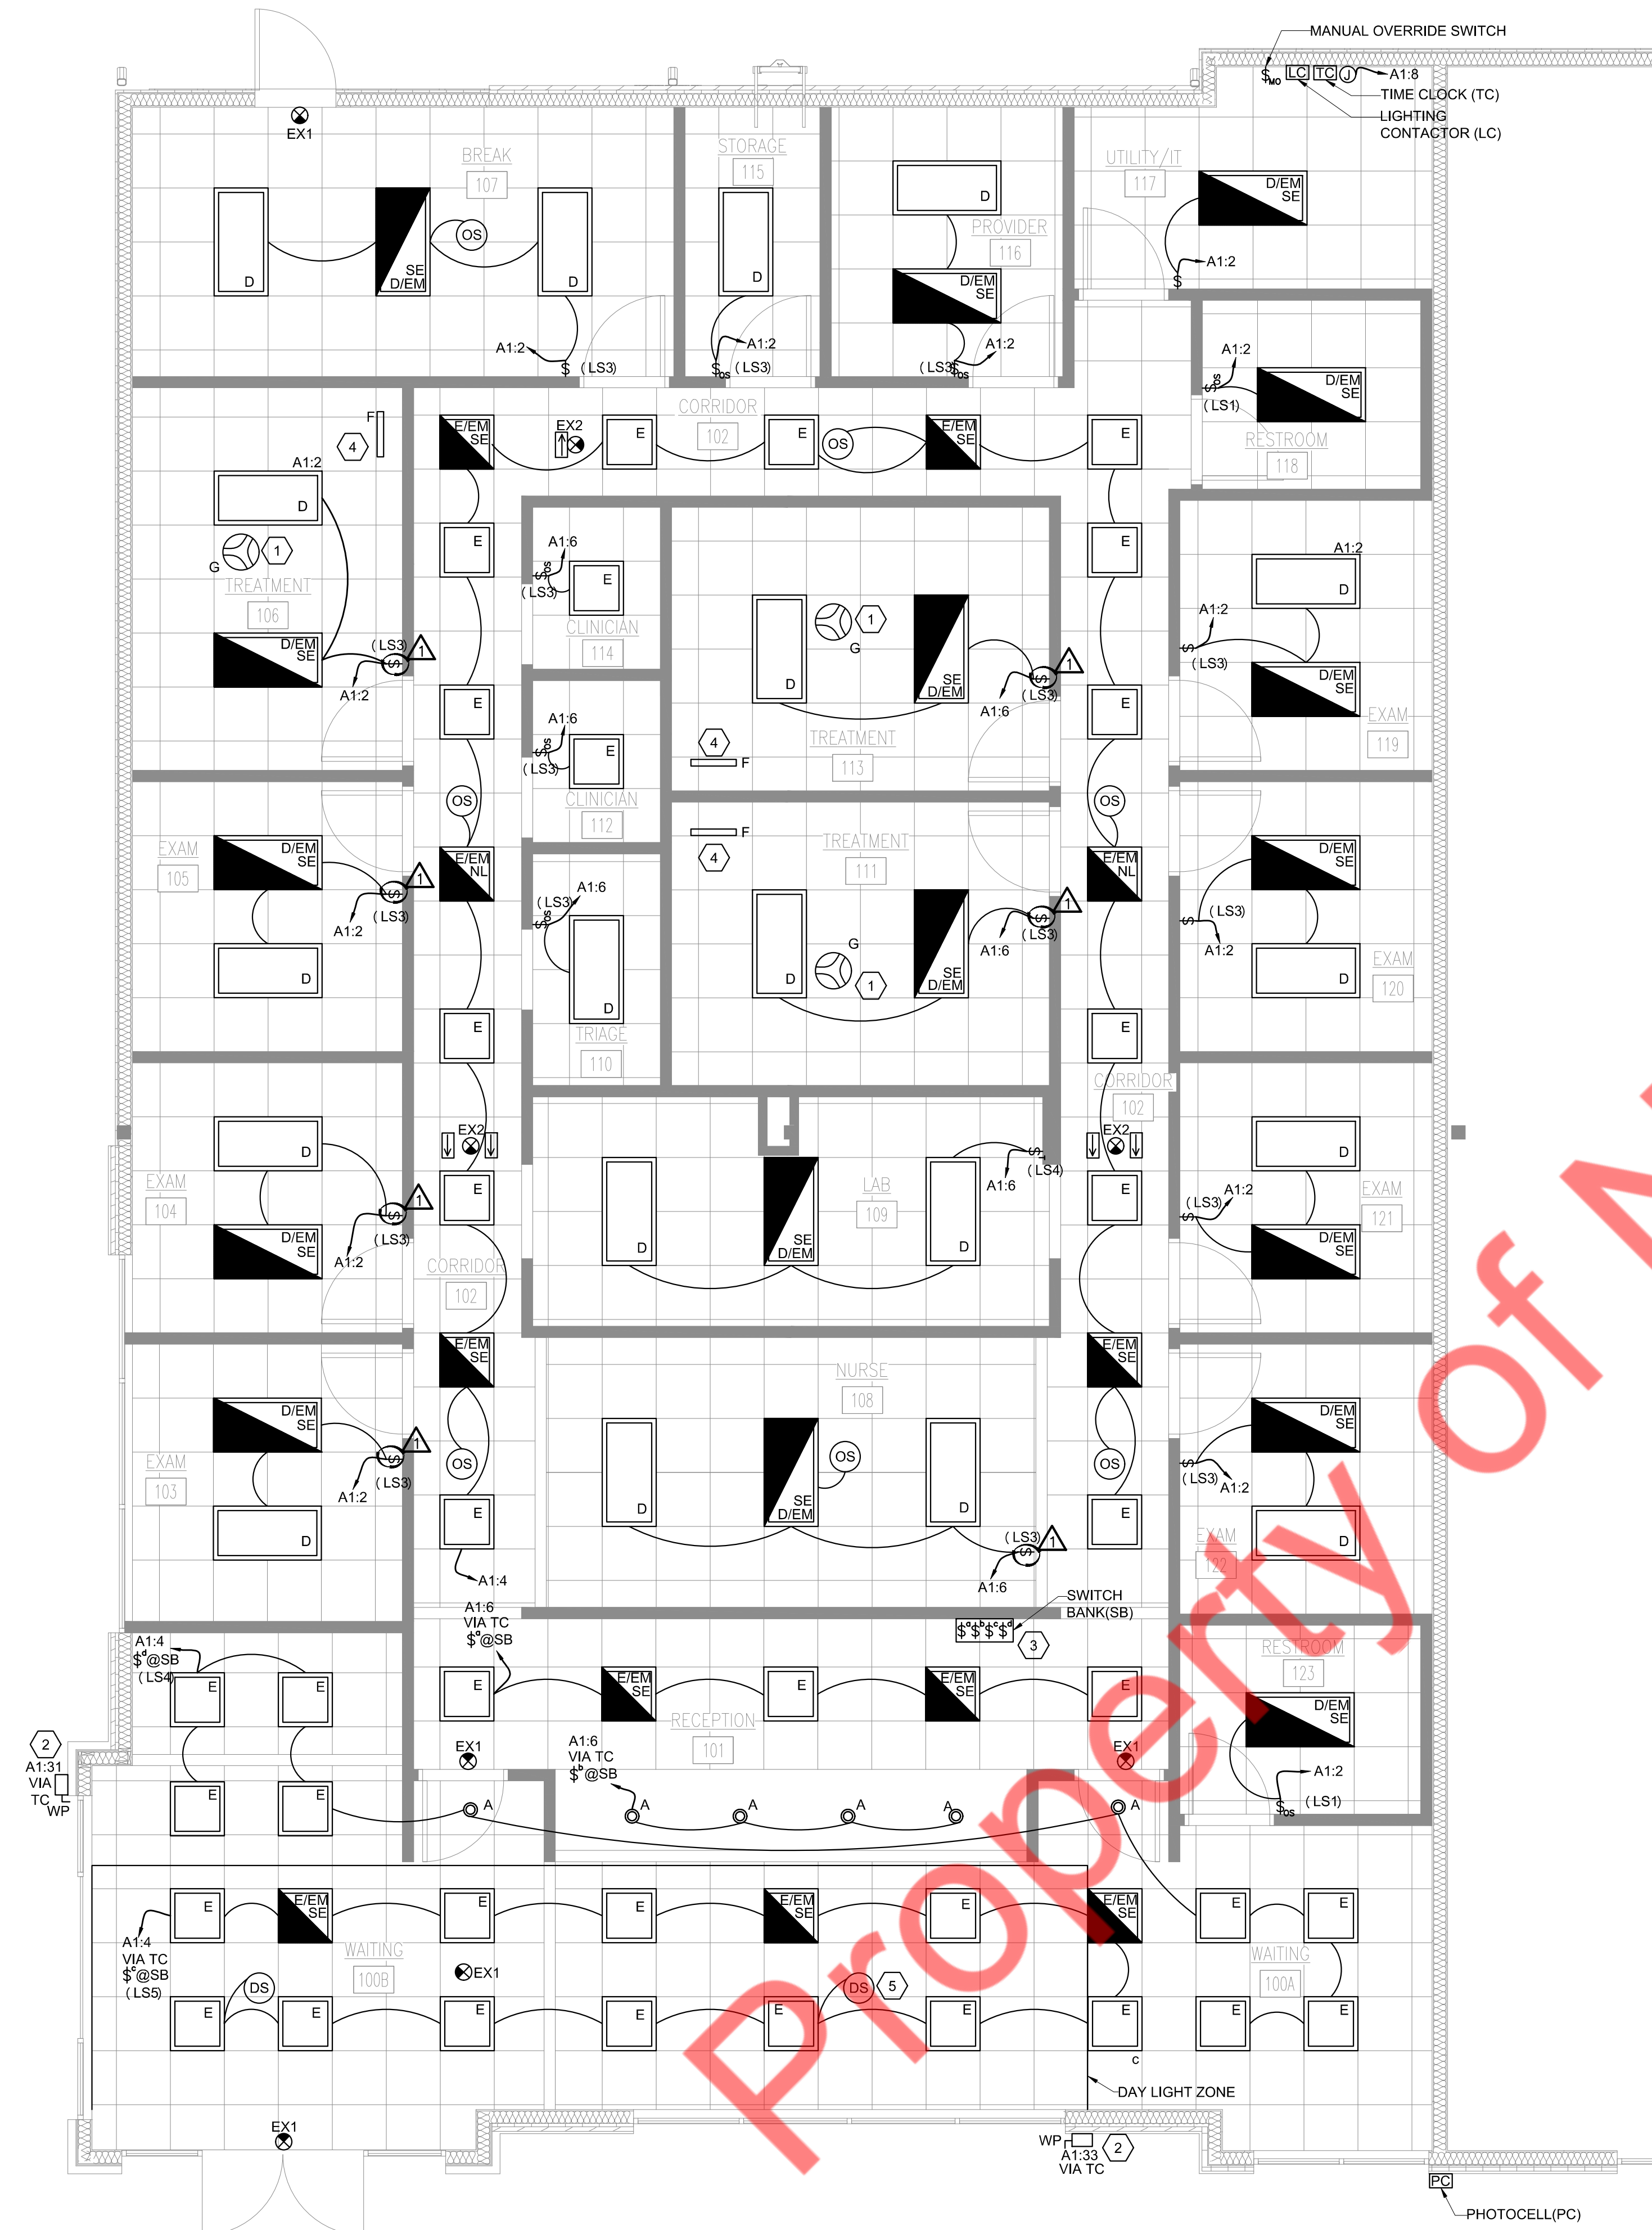 MANUAL OVERRIDE SWITCH
$MO LC TC J A1:8
TIME CLOCK (TC)
LIGHTING
CONTACTOR (LC)
EX1
BREAK
107
D
SE
D/EM
OS
D
A1:2
$ (LS3)
STORAGE
115
D
A1:2
$OS (LS3)
D
PROVIDER
116
D/EM
SE
A1:2
(LS3) $OS
UTILITY/IT
117
D/EM
SE
A1:2
$
A1:2
$OS
(LS1)
D/EM
SE
RESTROOM
118
CORRIDOR
102
E/EM
SE
EX2
E
E
OS
E/EM
SE
E
F
4
A1:2
D
G
1
TREATMENT
106
D/EM
SE
(LS3)
$
1
A1:2
E
E
OS
E/EM
NL
E
EX2
E
CORRIDOR
102
E/EM
SE
OS
E
A1:4
A1:6
$OS
(LS3)
E
CLINICIAN
114
A1:6
$OS
(LS3)
E
CLINICIAN
112
A1:6
(LS3)
$OS
D
TRIAGE
110
1
G
D
SE
D/EM
$
1
(LS3)
A1:6
TREATMENT
113
4
F
F
4
TREATMENT
111
D
G
1
SE
D/EM
$
1
(LS3)
A1:6
E
E
OS
E/EM
NL
E
CORRIDOR
102
EX2
E
E/EM
SE
OS
E
A1:2
D
A1:2
$
(LS3)
D/EM
SE
EXAM
119
D/EM
SE
(LS3)
$
A1:2
D
EXAM
120
D
EXAM
121
(LS3)
A1:2
$
D/EM
SE
D/EM
SE
$
(LS3)
A1:2
EXAM
122
D
EXAM
105
D/EM
SE
$
1
(LS3)
A1:2
D
D
EXAM
104
D/EM
SE
$
1
(LS3)
A1:2
D/EM
SE
EXAM
103
$
1
(LS3)
A1:2
D
D
SE
D/EM
LAB
109
D
$
(LS4)
A1:6
NURSE
108
D
SE
D/EM
OS
D
(LS3)
$
1
A1:6
SWITCH
BANK(SB)
$a $b $c $d
3
A1:6
VIA TC
$a@SB
E
E/EM
SE
E
E/EM
SE
E
RECEPTION
101
EX1
EX1
A1:6
VIA TC
$b@SB
A
A
A
A
A
A
RESTROOM
123
D/EM
SE
A1:2
$OS (LS1)
A1:4
$d@SB
(LS4)
E
E
E
E
2
A1:31
VIA
TC
WP
E
E/EM
SE
E
E
E/EM
SE
E
E/EM
SE
E
E
A1:4
VIA TC
$c@SB
(LS5)
WAITING
100B
EX1
DS
DS
5
WAITING
100A
E
E
E
E
E
E
E
E
E
c
DAY LIGHT ZONE
EX1
WP
A1:33
VIA TC
2
PC
PHOTOCELL(PC)
Property of